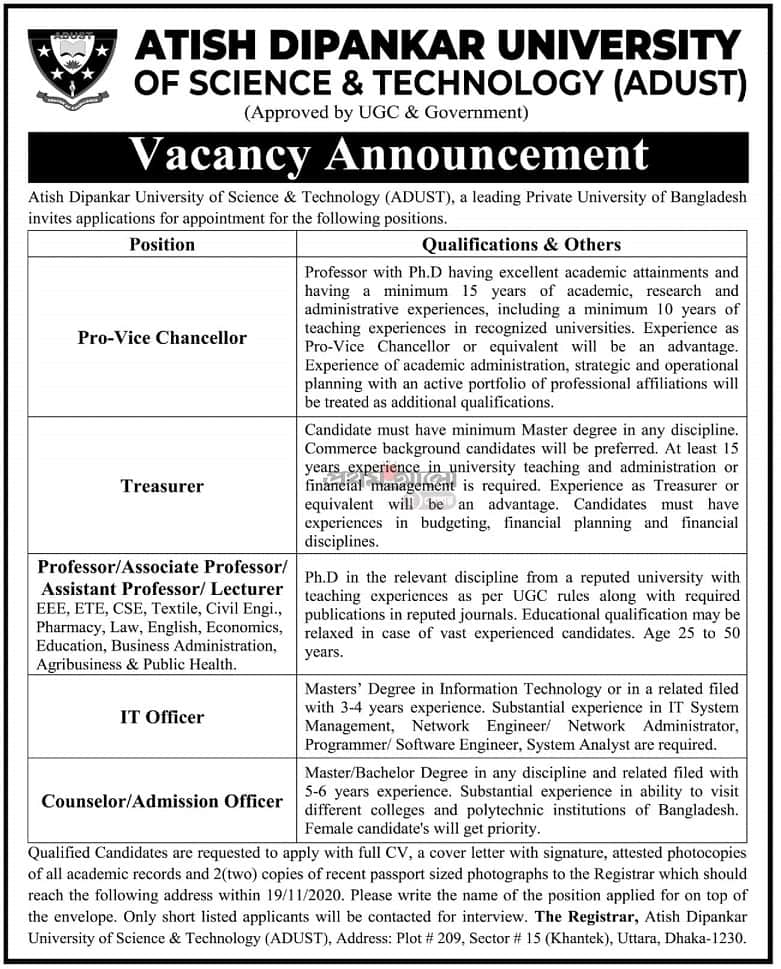 ADUST
ATISH DIPANKAR UNIVERSITY
OF SCIENCE & TECHNOLOGY (ADUST)
(Approved by UGC & Government)
Vacancy Announcement
Atish Dipankar University of Science & Technology (ADUST), a leading Private University of Bangladesh
invites applications for appointment for the following positions.
Position
Qualifications & Others
Pro-Vice Chancellor
Professor with Ph.D having excellent academic attainments and
having a minimum 15 years of academic, research and
administrative experiences, including a minimum 10 years of
teaching experiences in recognized universities. Experience as
Pro-Vice Chancellor or equivalent will be an advantage.
Experience of academic administration, strategic and operational
planning with an active portfolio of professional affiliations will
be treated as additional qualifications.
Treasurer
Candidate must have minimum Master degree in any discipline.
Commerce background candidates will be preferred. At least 15
years experience in university teaching and administration or
financial management is required. Experience as Treasurer or
equivalent will be an advantage. Candidates must have
experiences in budgeting, financial planning and financial
disciplines.
Professor/Associate Professor/
Assistant Professor/ Lecturer
EEE, ETE, CSE, Textile, Civil Engi.,
Pharmacy, Law, English, Economics,
Education, Business Administration,
Agribusiness & Public Health.
Ph.D in the relevant discipline from a reputed university with
teaching experiences as per UGC rules along with required
publications in reputed journals. Educational qualification may be
relaxed in case of vast experienced candidates. Age 25 to 50
years.
IT Officer
Masters’ Degree in Information Technology or in a related filed
with 3-4 years experience. Substantial experience in IT System
Management, Network Engineer/ Network Administrator,
Programmer/ Software Engineer, System Analyst are required.
Counselor/Admission Officer
Master/Bachelor Degree in any discipline and related filed with
5-6 years experience. Substantial experience in ability to visit
different colleges and polytechnic institutions of Bangladesh.
Female candidate's will get priority.
Qualified Candidates are requested to apply with full CV, a cover letter with signature, attested photocopies
of all academic records and 2(two) copies of recent passport sized photographs to the Registrar which should
reach the following address within 19/11/2020. Please write the name of the position applied for on top of
the envelope. Only short listed applicants will be contacted for interview. The Registrar, Atish Dipankar
University of Science & Technology (ADUST), Address: Plot # 209, Sector # 15 (Khantek), Uttara, Dhaka-1230.